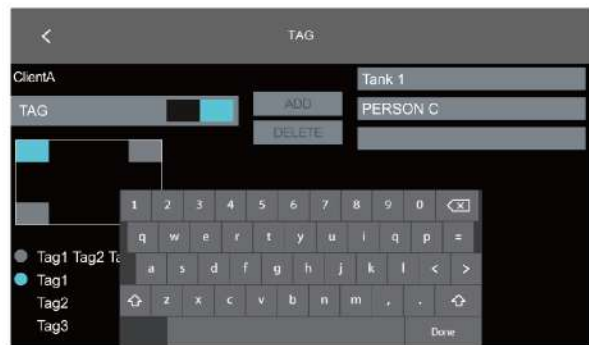 TAG
ClientA
Tank 1
TAG
ADD
PERSON C
DELETE
1 2 3 4 5 6 7 8 9 0
q w e r t y u i q p =
Tag1 Tag2 Ta
a s d f g h j k l < >
Tag1
z x c v b n m , .
Tag2
Tag3
Done